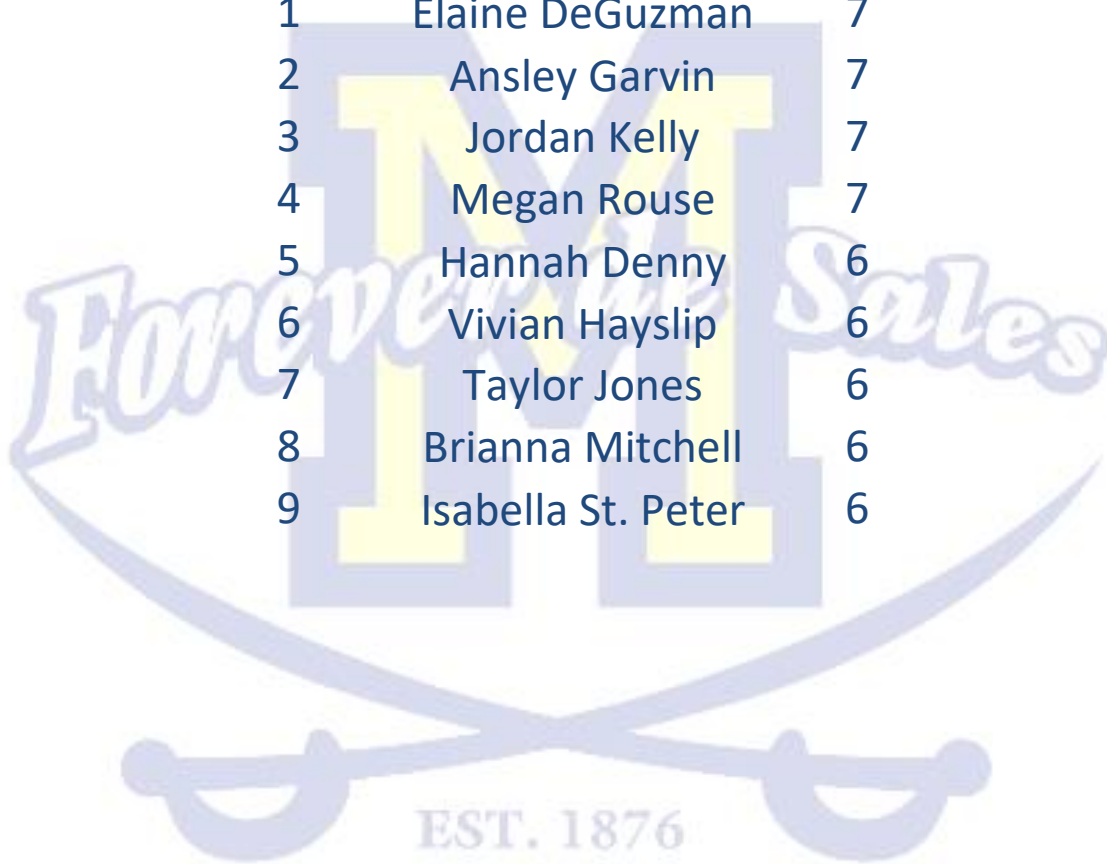 1 Elaine DeGuzman 7
2 Ansley Garvin 7
3 Jordan Kelly 7
4 Megan Rouse 7
5 Hannah Denny 6
6 Vivian Hayslip 6
7 Taylor Jones 6
8 Brianna Mitchell 6
9 Isabella St. Peter 6
M
Forever de Sales
EST. 1876